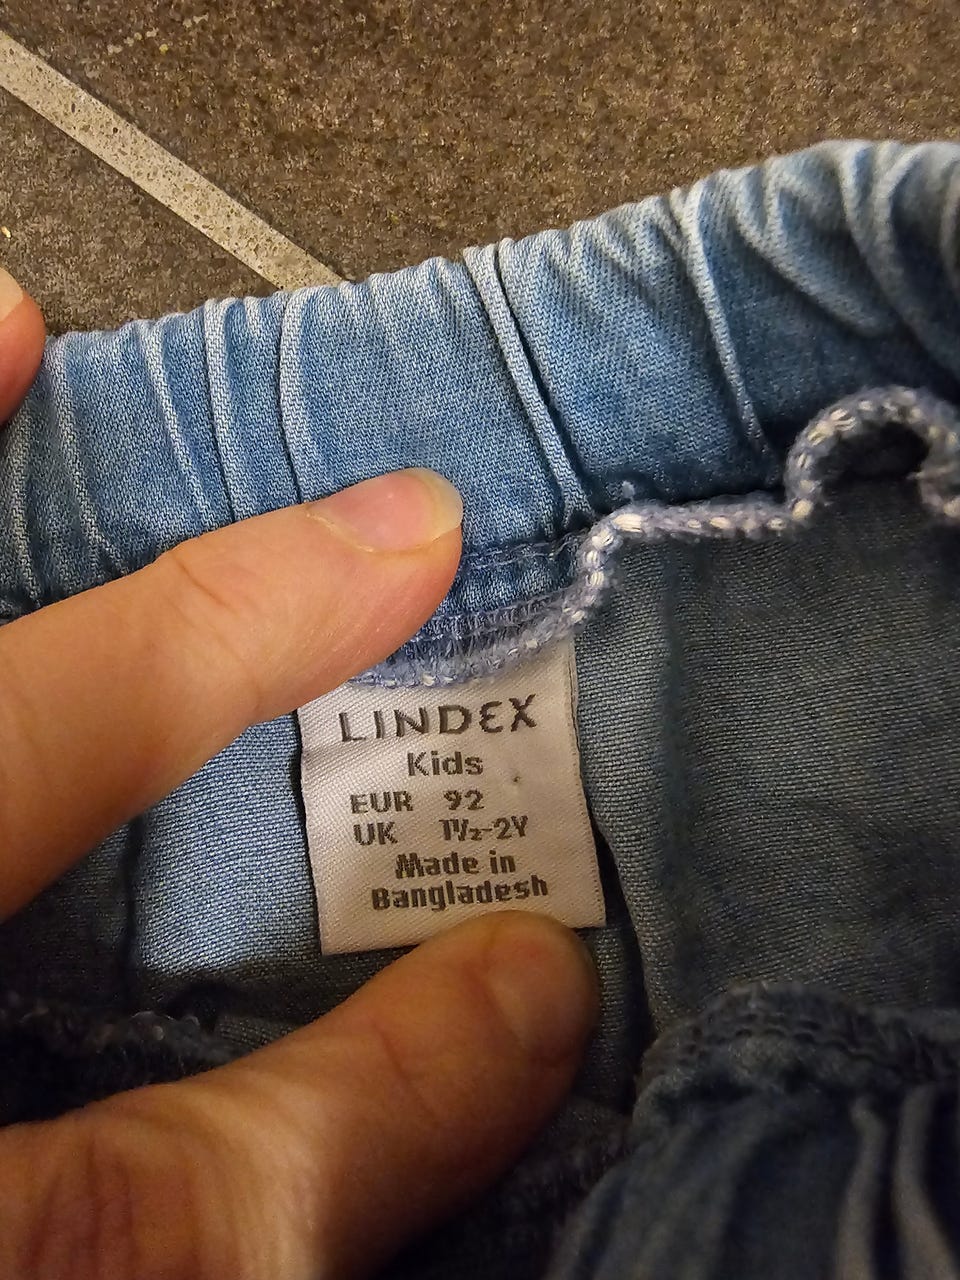 LINDEX
Kids
EUR 92
UK 1½-2Y
Made in
Bangladesh